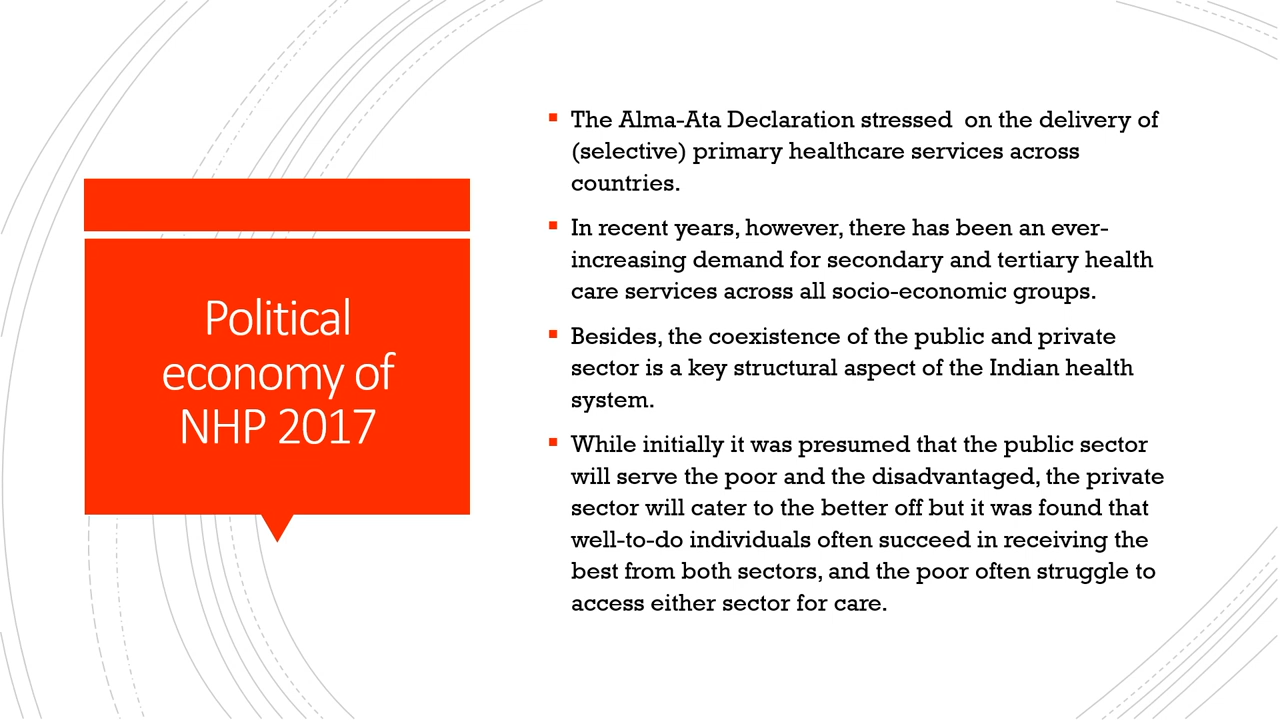 Political
economy of
NHP 2017
The Alma-Ata Declaration stressed  on the delivery of
(selective) primary healthcare services across
countries.
In recent years, however, there has been an ever-
increasing demand for secondary and tertiary health
care services across all socio-economic groups.
Besides, the coexistence of the public and private
sector is a key structural aspect of the Indian health
system.
While initially it was presumed that the public sector
will serve the poor and the disadvantaged, the private
sector will cater to the better off but it was found that
well-to-do individuals often succeed in receiving the
best from both sectors, and the poor often struggle to
access either sector for care.